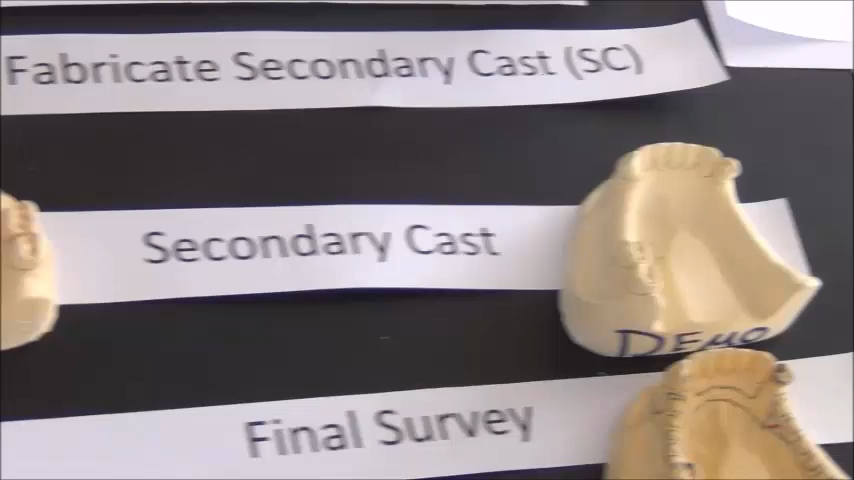 Fabricate Secondary Cast (SC)
Secondary Cast
DEMO
Final Survey